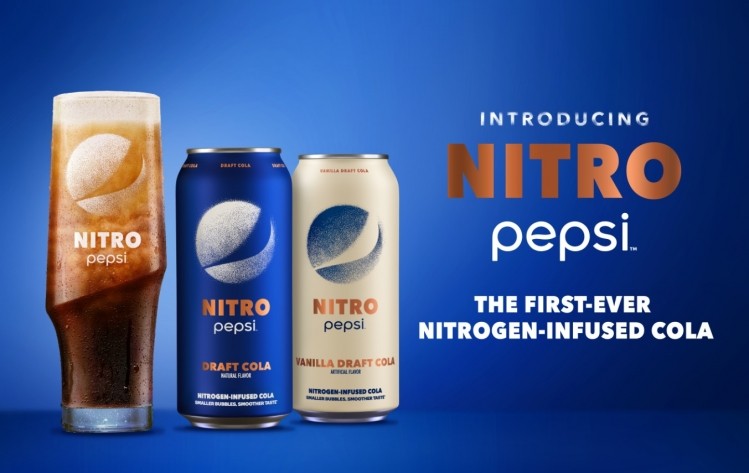 NITRO
pepsi
DRAFT COLA
NITRO
pepsi
DRAFT COLA
NATURAL FLAVOR
NITROGEN-INFUSED COLA
SMALLER BUBBLES, SMOOTHER TASTE
VANILLA DRAFT COLA
NITRO
pepsi
VANILLA DRAFT COLA
ARTIFICIAL FLAVOR
NITROGEN-INFUSED COLA
SMALLER BUBBLES, SMOOTHER TASTE
INTRODUCING
NITRO
pepsi™
THE FIRST-EVER
NITROGEN-INFUSED COLA